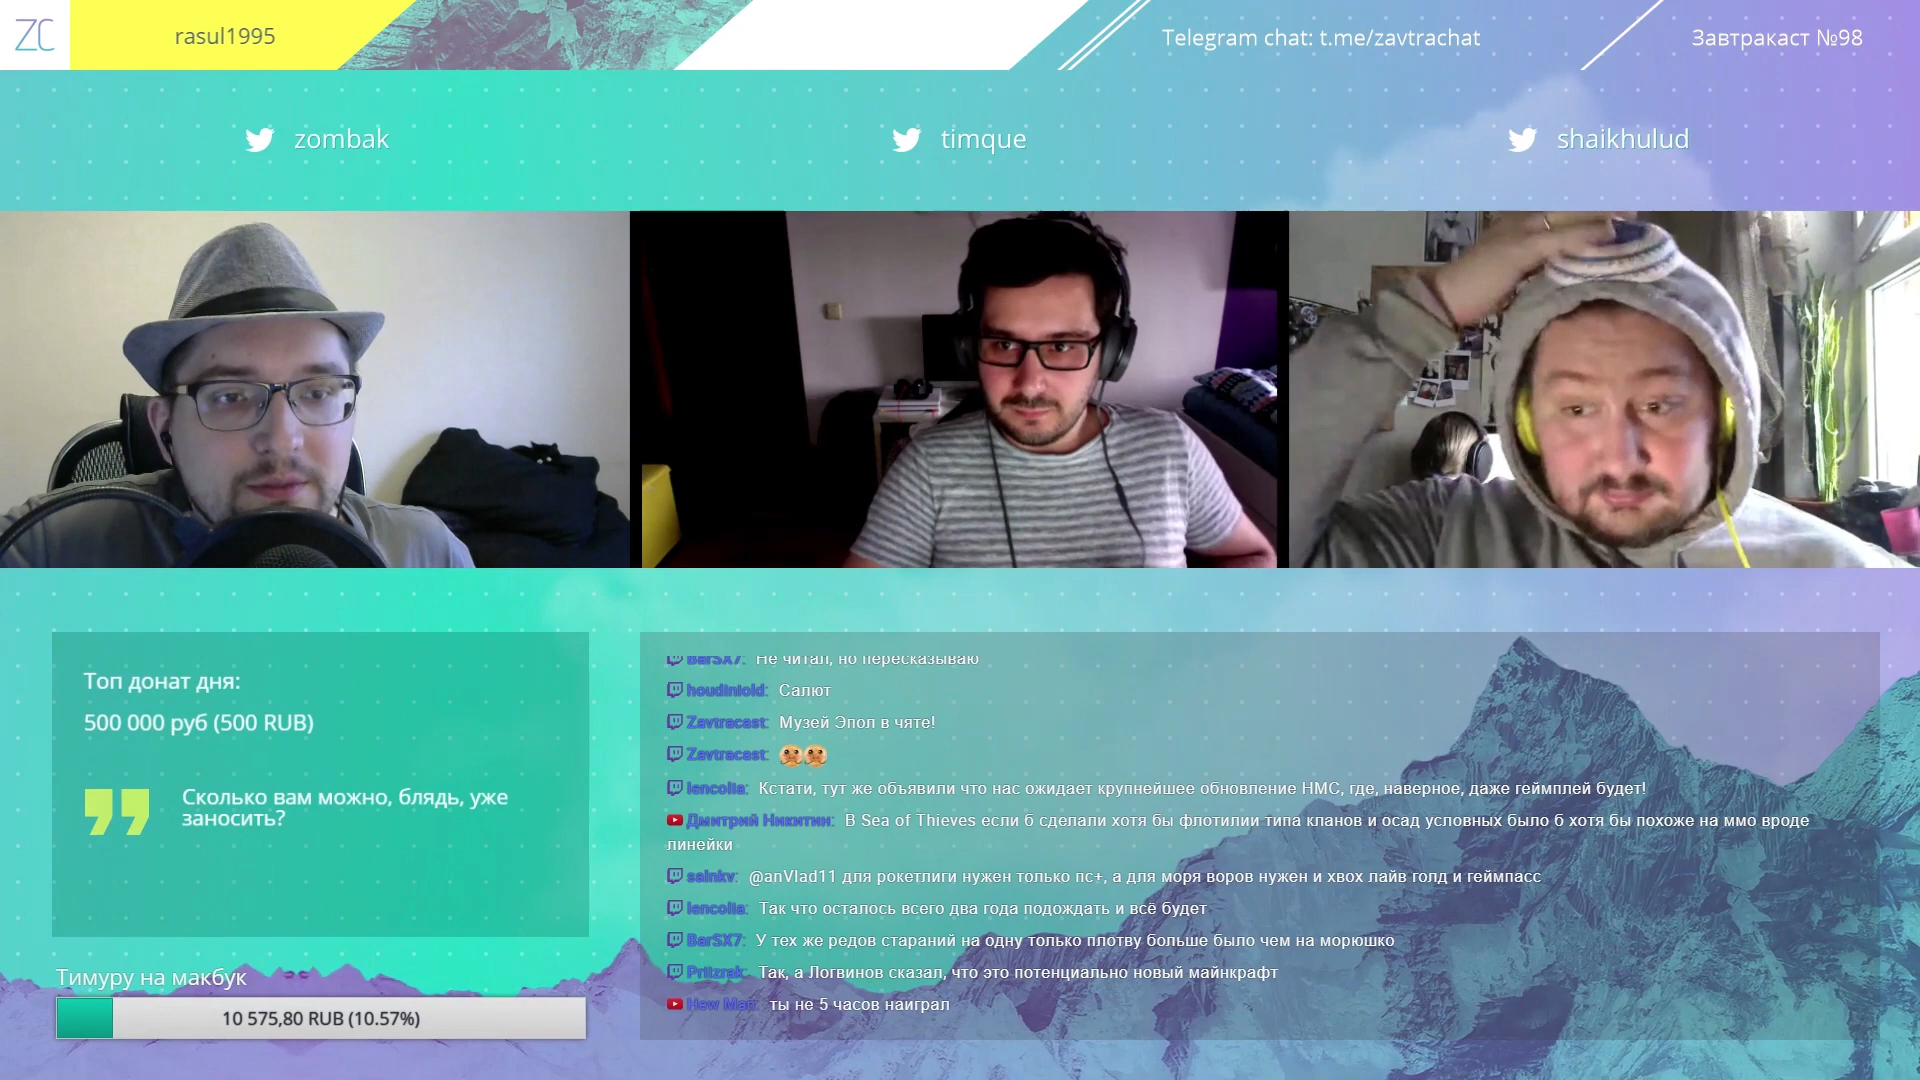 ZC
rasul1995
Telegram chat: t.me/zavtrachat
Завтракаст №98
zombak
timque
shaikhulud
Топ донат дня:
500 000 руб (500 RUB)
Сколько вам можно, блядь, уже
заносить?
Тимуру на макбук
10 575,80 RUB (10.57%)
BarSX7: Не читал, но пересказываю
houdiniold: Салют
Zavtracast: Музей Эпол в чяте!
Zavtracast:
lencolia: Кстати, тут же объявили что нас ожидает крупнейшее обновление НМС, где, наверное, даже геймплей будет!
Дмитрий Никитин: В Sea of Thieves если б сделали хотя бы флотилии типа кланов и осад условных было б хотя бы похоже на ммо вроде
линейки
sainkv: @anVlad11 для рокетлиги нужен только пс+, а для моря воров нужен и хвох лайв голд и геймпасс
lencolia: Так что осталось всего два года подождать и всё будет
BarSX7: У тех же редов стараний на одну только плотву больше было чем на морюшко
Pritzrak: Так, а Логвинов сказал, что это потенциально новый майнкрафт
Hew Man: ты не 5 часов наиграл